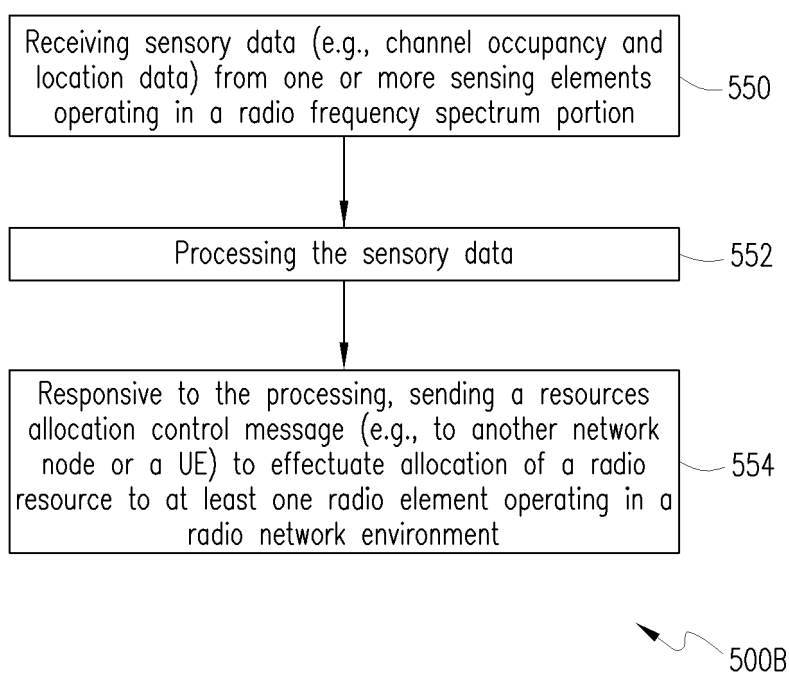 Receiving sensory data (e.g., channel occupancy and
location data) from one or more sensing elements
operating in a radio frequency spectrum portion
550
Processing the sensory data
552
Responsive to the processing, sending a resources
allocation control message (e.g., to another network
node or a UE) to effectuate allocation of a radio
resource to at least one radio element operating in a
radio network environment
554
500B